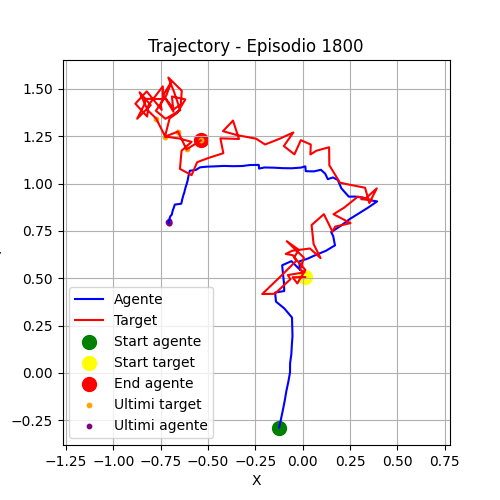 Trajectory - Episodio 1800
1.50
1.25
1.00
0.75
0.50
0.25
0.00
−0.25
Agente
Target
Start agente
Start target
End agente
Ultimi target
Ultimi agente
−1.25 −1.00 −0.75 −0.50 −0.25 0.00 0.25 0.50 0.75
X